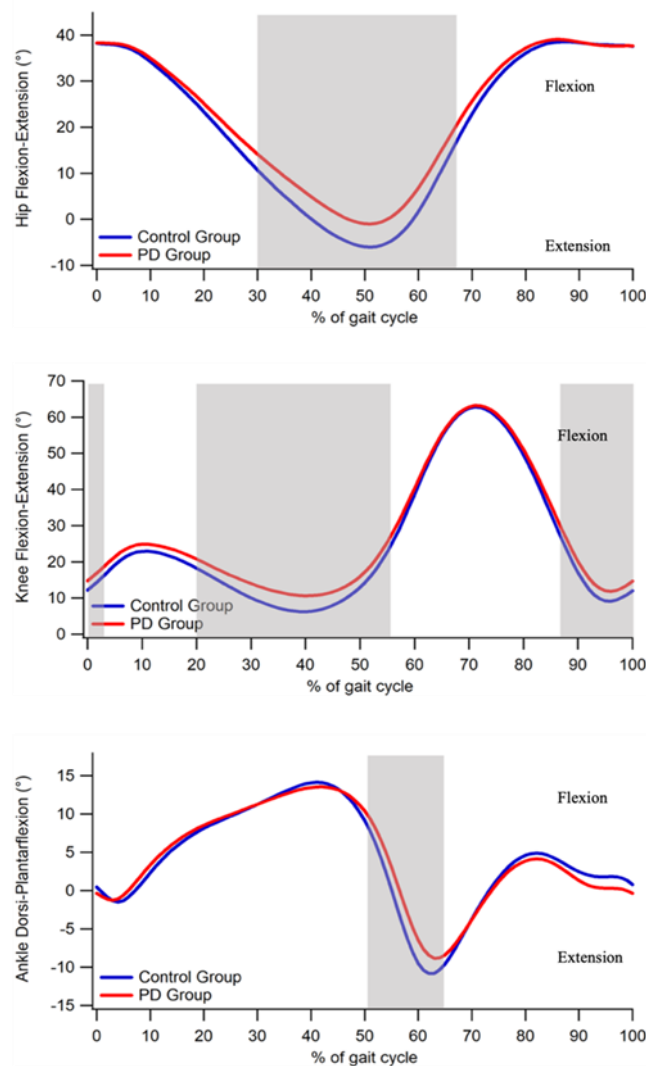 Hip Flexion-Extension (°)
40
30
20
10
0
-10
Flexion
Extension
Control Group
PD Group
0 10 20 30 40 50 60 70 80 90 100
% of gait cycle
Knee Flexion-Extension (°)
70
60
50
40
30
20
10
0
Flexion
Control Group
PD Group
0 10 20 30 40 50 60 70 80 90 100
% of gait cycle
Ankle Dorsi-Plantarflexion (°)
15
10
5
0
-5
-10
-15
Flexion
Extension
Control Group
PD Group
0 10 20 30 40 50 60 70 80 90 100
% of gait cycle